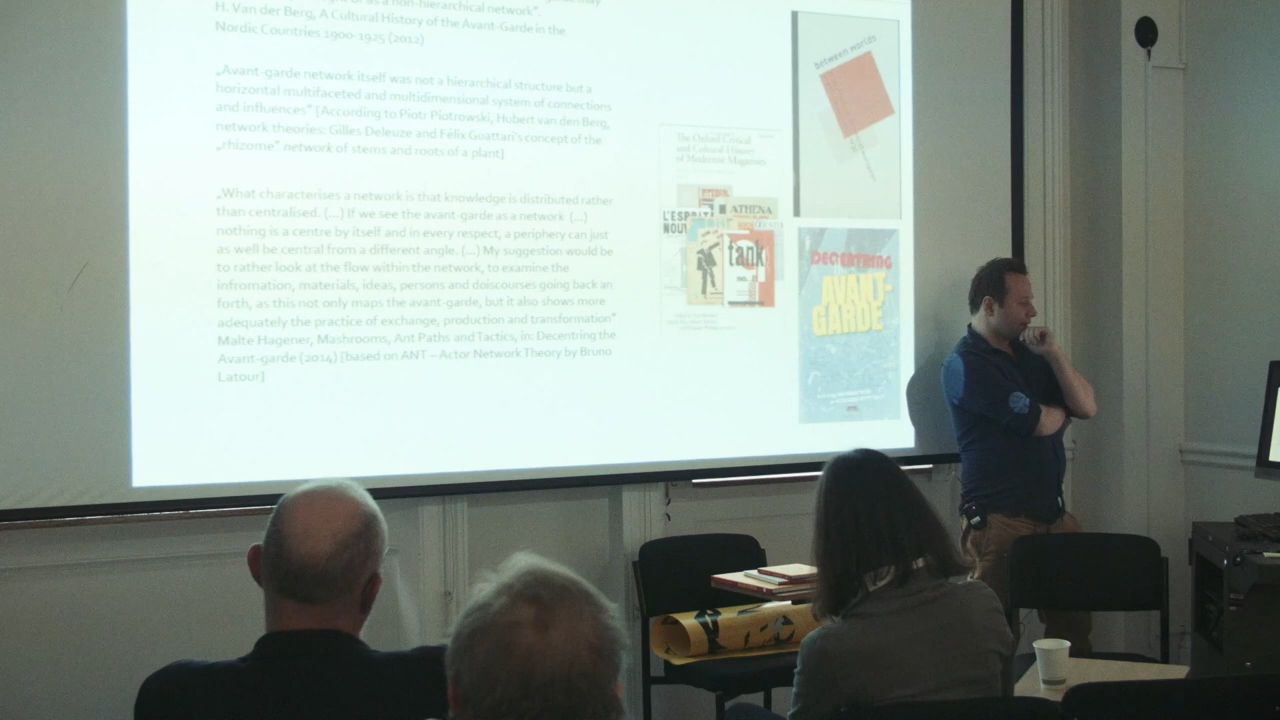 of as a non-hierarchical network".
H. Van der Berg, A Cultural History of the Avant-Garde in the
Nordic Countries 1900-1925 (2012)
„Avant-garde network itself was not a hierarchical structure but a
horizontal multifaceted and multidimensional system of connections
and influences" [According to Piotr Piotrowski, Hubert van den Berg,
network theories: Gilles Deleuze and Félix Guattari's concept of the
„rhizome" network of stems and roots of a plant]
„What characterises a network is that knowledge is distributed rather
than centralised. (...) If we see the avant-garde as a network (...)
nothing is a centre by itself and in every respect, a periphery can just
as well be central from a different angle. (...) My suggestion would be
to rather look at the flow within the network, to examine the
infromation, materials, ideas, persons and doiscourses going back an
forth, as this not only maps the avant-garde, but it also shows more
adequately the practice of exchange, production and transformation"
Malte Hagener, Mashrooms, Ant Paths and Tactics, in: Decentring the
Avant-garde (2014) [based on ANT – Actor Network Theory by Bruno
Latour]
The Oxford Critical
and Cultural History
of Modernist Magazines
L'ESPRIT
NOUV
ATHENA
tank
between worlds
DECENTRING
AVANT-
GARDE